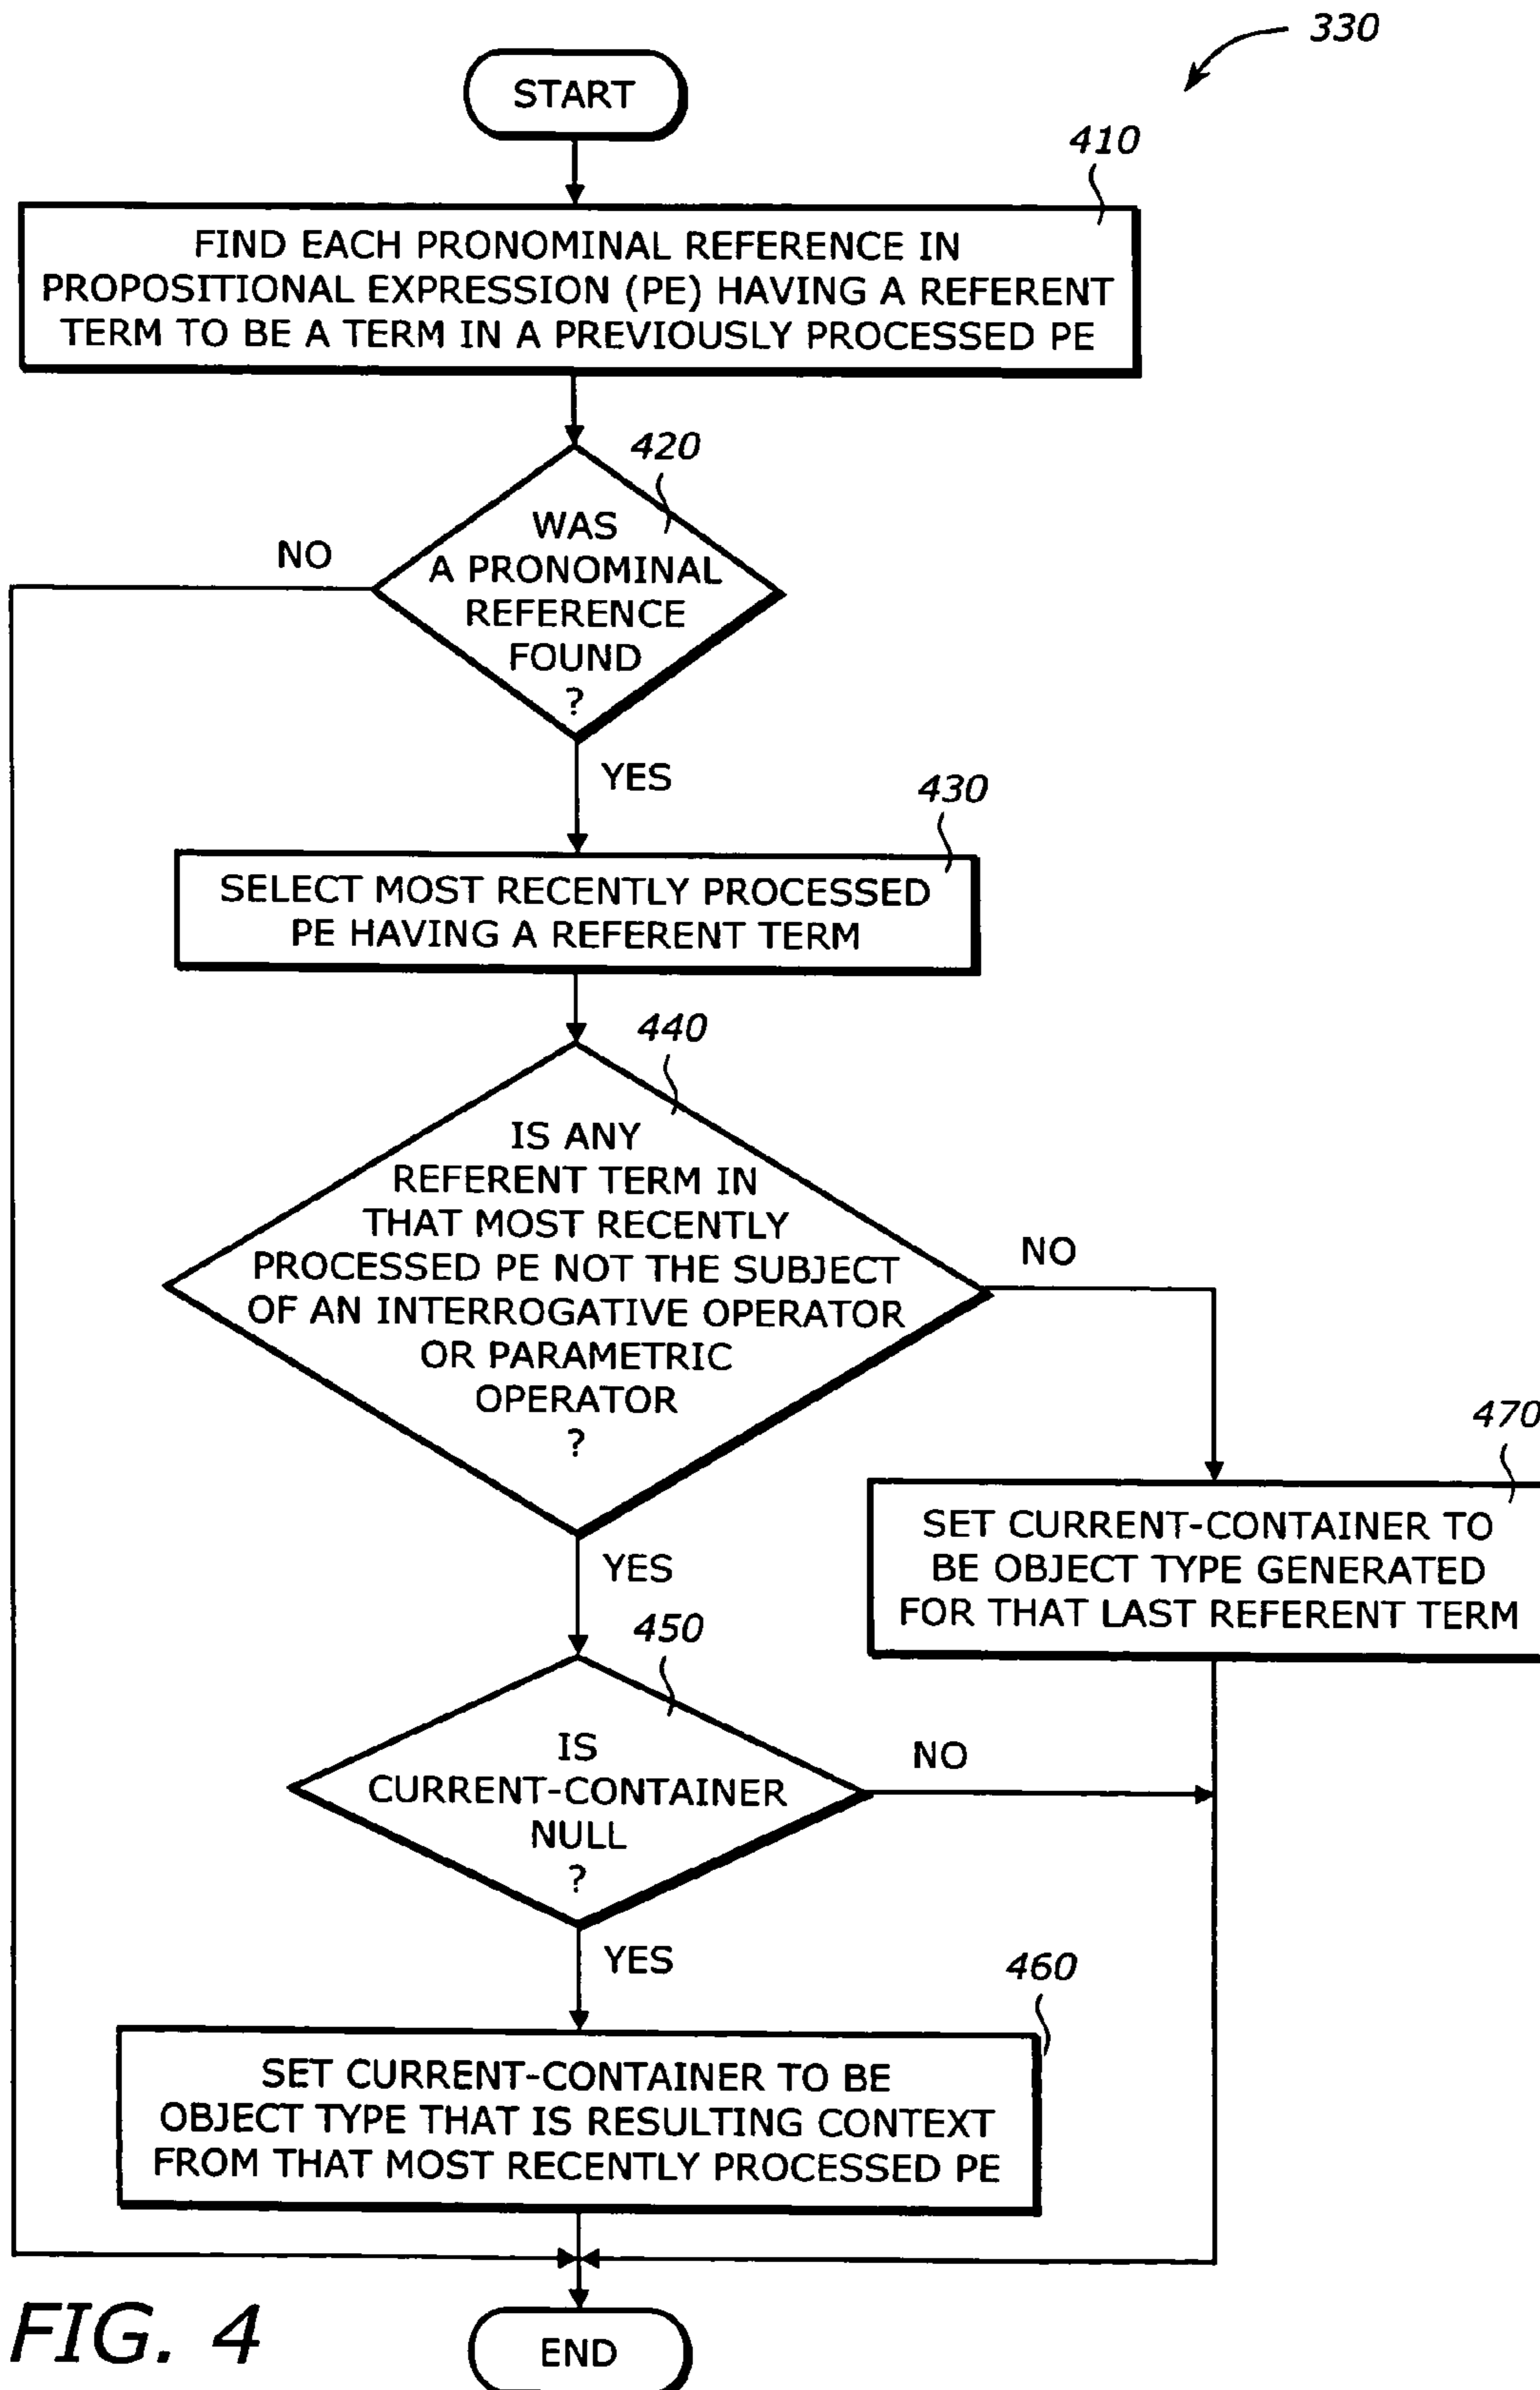 330
START
410
FIND EACH PRONOMINAL REFERENCE IN
PROPOSITIONAL EXPRESSION (PE) HAVING A REFERENT
TERM TO BE A TERM IN A PREVIOUSLY PROCESSED PE
420
WAS
A PRONOMINAL
REFERENCE
FOUND
?
NO
YES
430
SELECT MOST RECENTLY PROCESSED
PE HAVING A REFERENT TERM
440
IS ANY
REFERENT TERM IN
THAT MOST RECENTLY
PROCESSED PE NOT THE SUBJECT
OF AN INTERROGATIVE OPERATOR
OR PARAMETRIC
OPERATOR
?
NO
YES
470
SET CURRENT-CONTAINER TO
BE OBJECT TYPE GENERATED
FOR THAT LAST REFERENT TERM
450
IS
CURRENT-CONTAINER
NULL
?
NO
YES
460
SET CURRENT-CONTAINER TO BE
OBJECT TYPE THAT IS RESULTING CONTEXT
FROM THAT MOST RECENTLY PROCESSED PE
END
FIG. 4